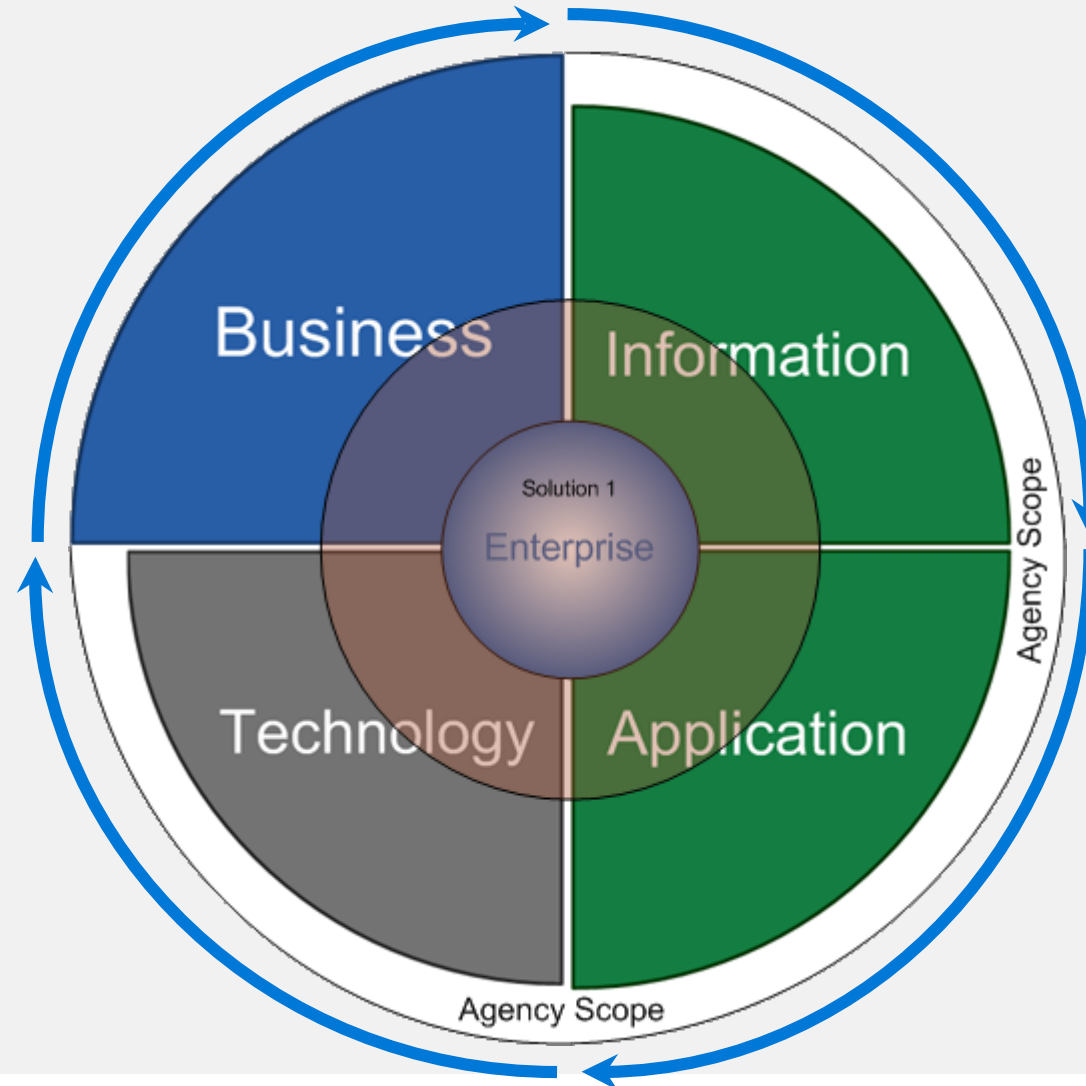 Business
Information
Solution 1
Enterprise
Agency Scope
Technology
Application
Agency Scope